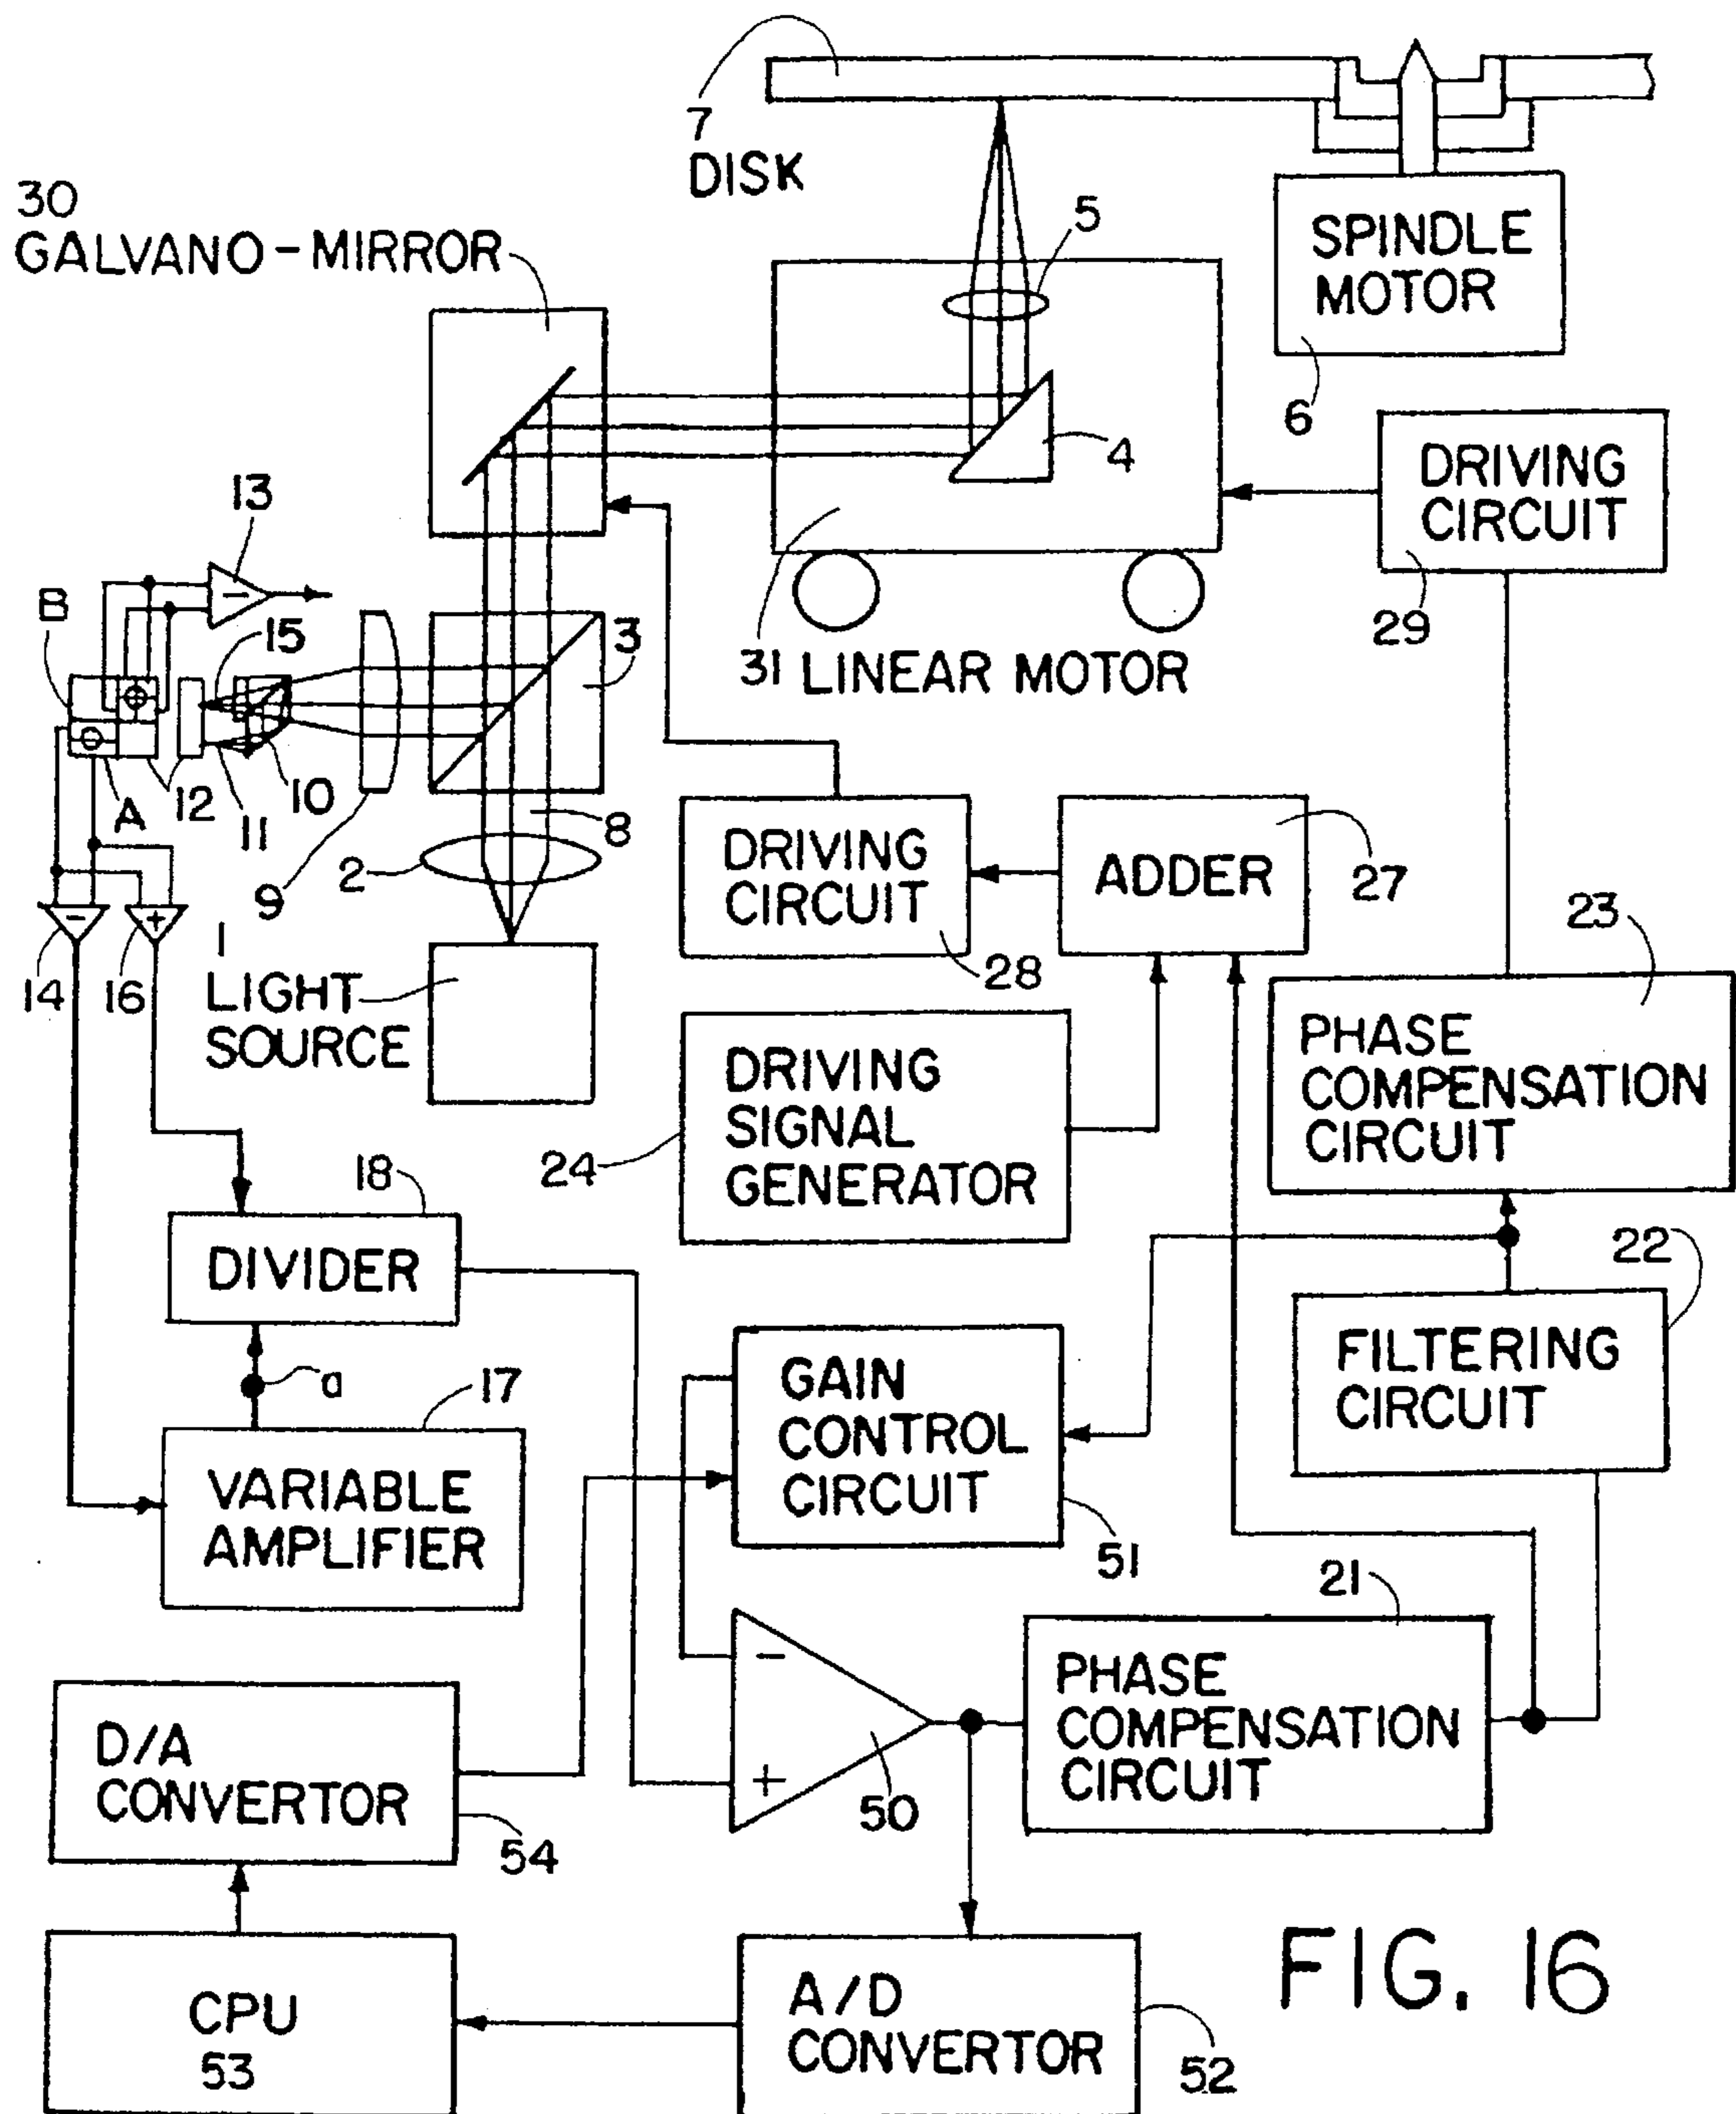 7
DISK
30
GALVANO-MIRROR
5
SPINDLE
MOTOR
6
4
DRIVING
CIRCUIT
29
13
B
15
3
31 LINEAR MOTOR
-
A
12
11
10
9
2
8
DRIVING
CIRCUIT
28
ADDER
27
-
+
14
16
1
LIGHT
SOURCE
23
PHASE
COMPENSATION
CIRCUIT
24
DRIVING
SIGNAL
GENERATOR
18
DIVIDER
22
FILTERING
CIRCUIT
a
17
VARIABLE
AMPLIFIER
GAIN
CONTROL
CIRCUIT
51
21
PHASE
COMPENSATION
CIRCUIT
-
+
50
D/A
CONVERTOR
54
CPU
53
A/D
CONVERTOR
52
FIG. 16